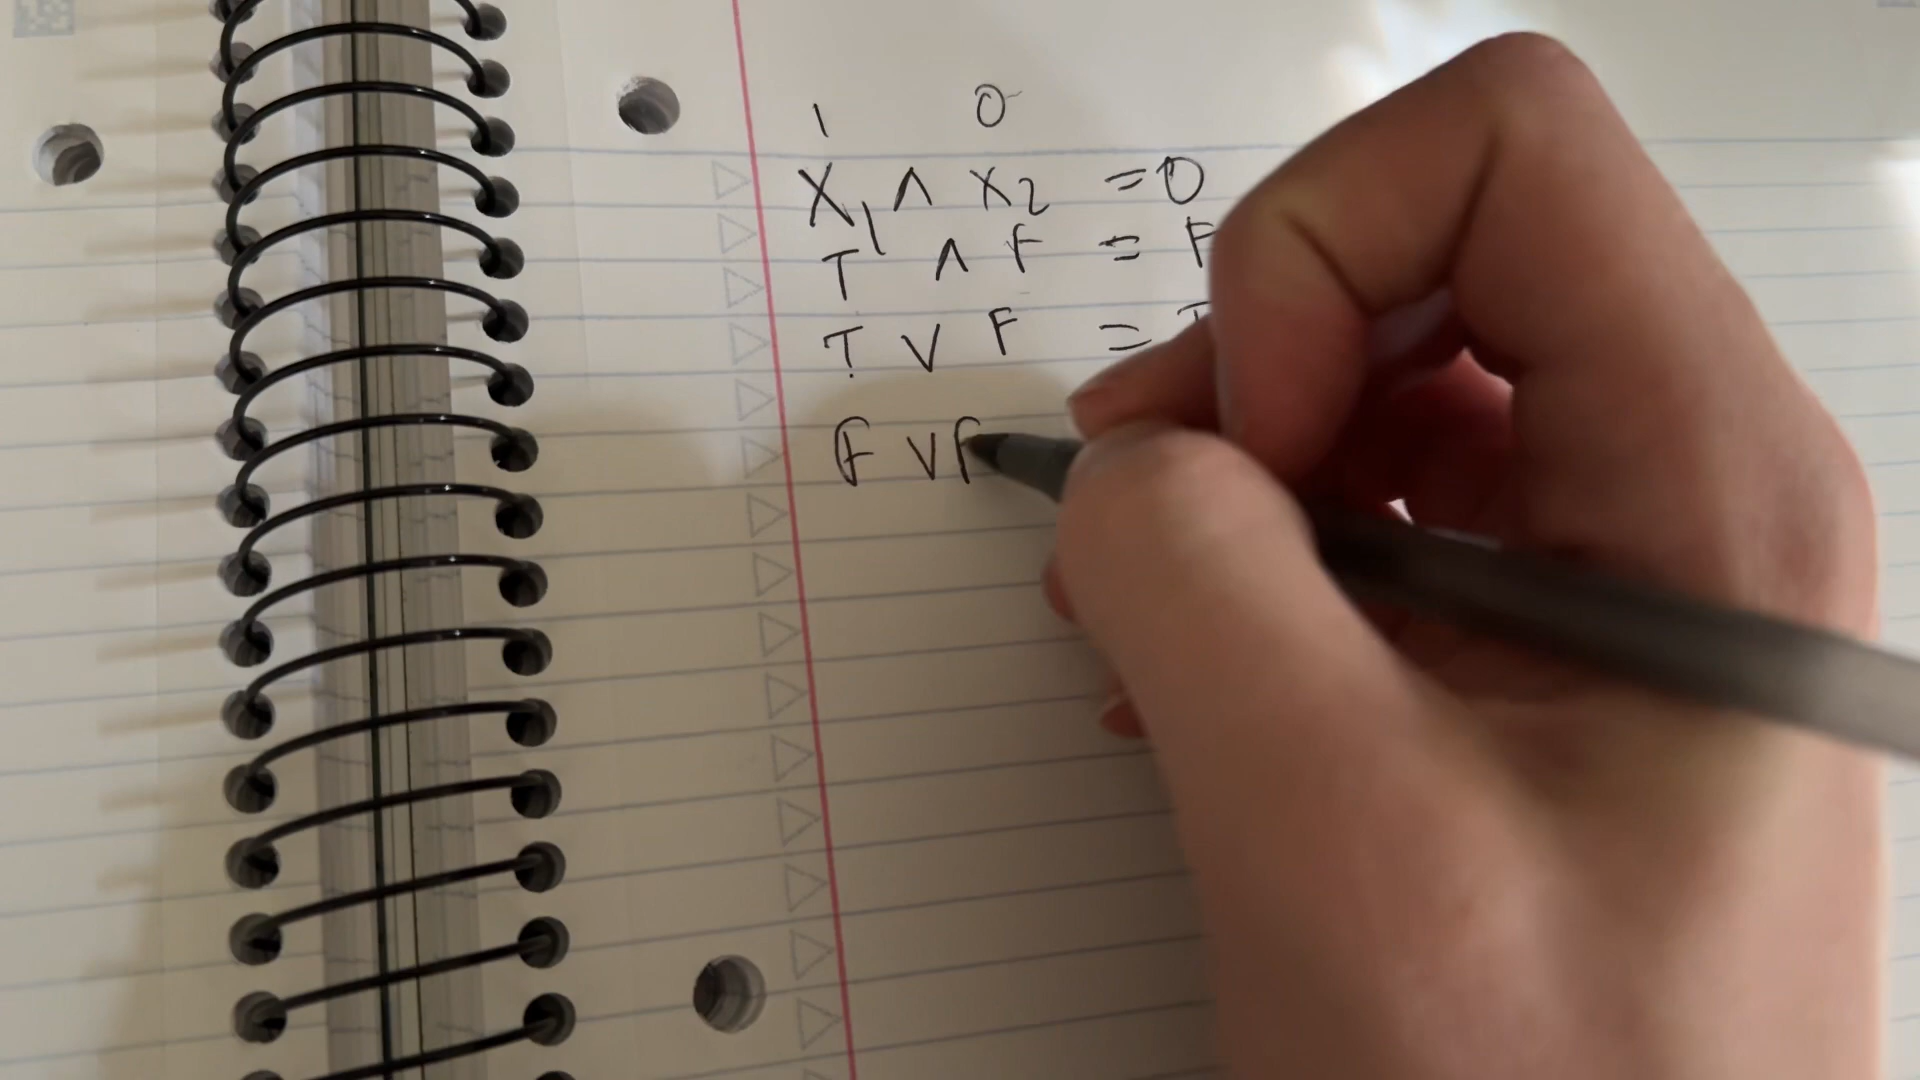 1 0
X₁ ∧ X₂ = 0
T ∧ F = F
T ∨ F =
F ∨ F